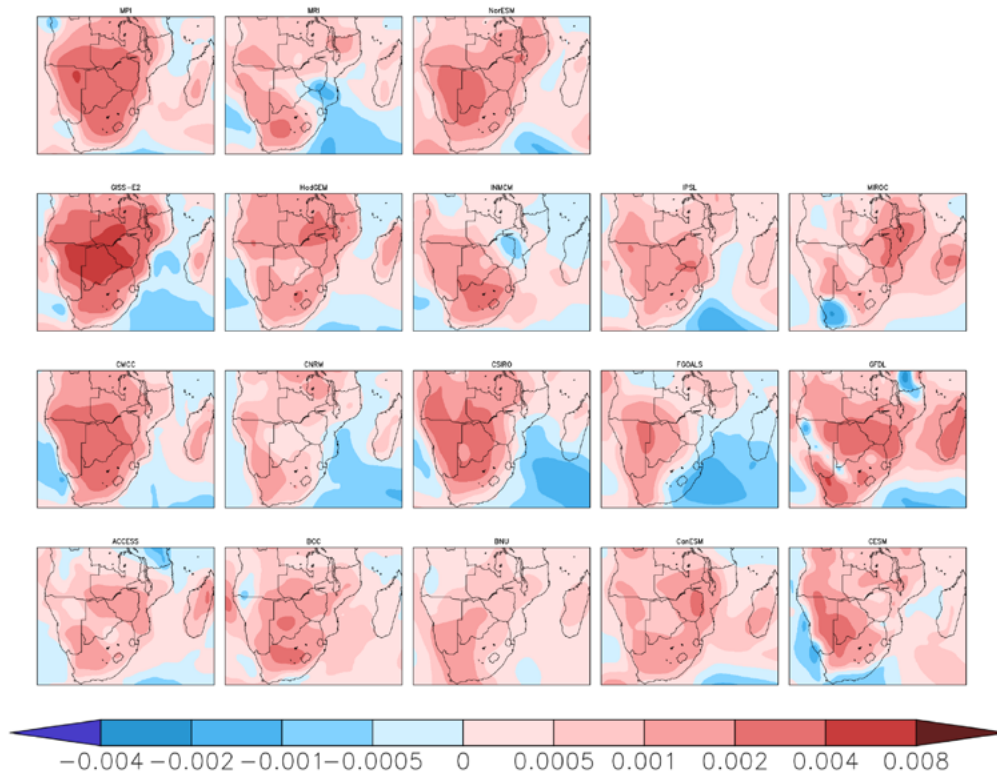 MPI MRI NorESM
GISS-E2 HadGEM INMCM IPSL MIROC
CMCC CNRM CSIRO FGOALS GFDL
ACCESS BCC BNU CanESM CESM
-0.004 -0.002 -0.001 -0.0005 0 0.0005 0.001 0.002 0.004 0.008